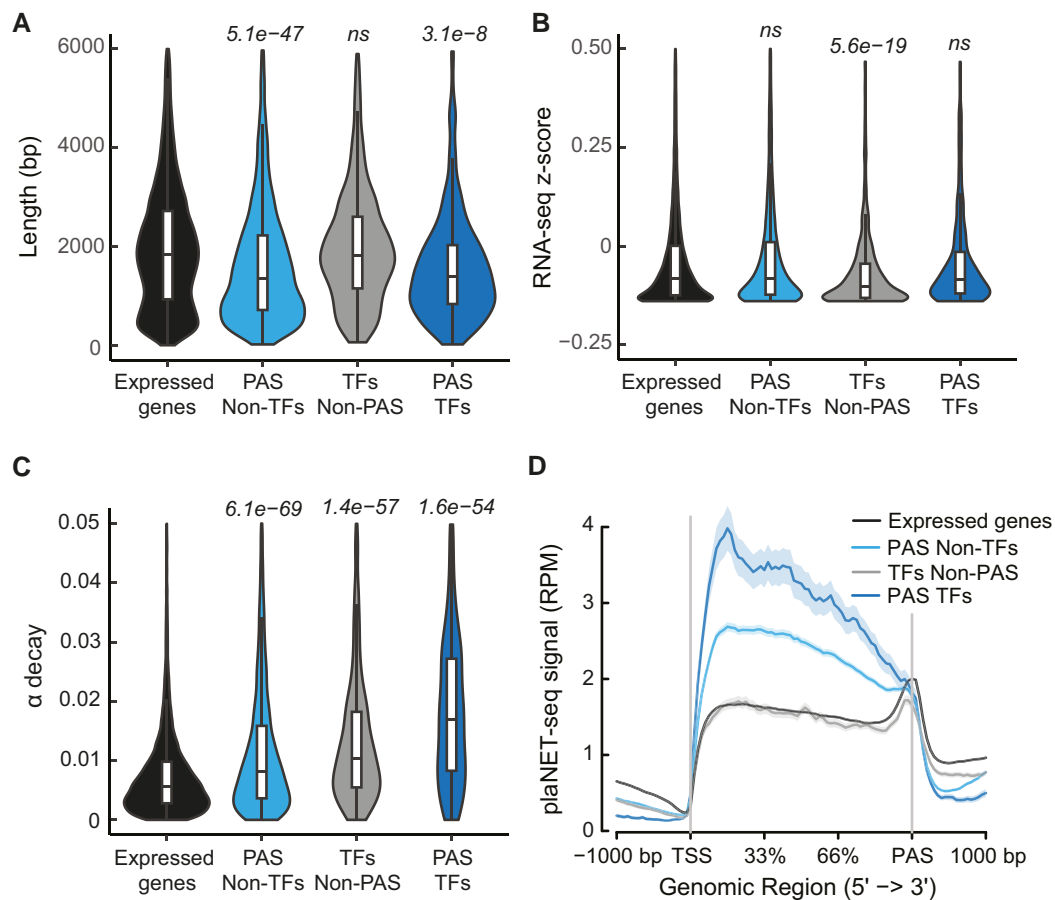 A
5.1e−47 ns 3.1e−8
6000
4000
2000
0
Length (bp)
Expressed genes
PAS Non-TFs
TFs Non-PAS
PAS TFs
B
ns 5.6e−19 ns
0.50
0.25
0
−0.25
RNA-seq z-score
Expressed genes
PAS Non-TFs
TFs Non-PAS
PAS TFs
C
6.1e−69 1.4e−57 1.6e−54
0.05
0.04
0.03
0.02
0.01
0
α decay
Expressed genes
PAS Non-TFs
TFs Non-PAS
PAS TFs
D
Expressed genes
PAS Non-TFs
TFs Non-PAS
PAS TFs
4
3
2
1
0
plaNET-seq signal (RPM)
−1000 bp TSS 33% 66% PAS 1000 bp
Genomic Region (5' −> 3')